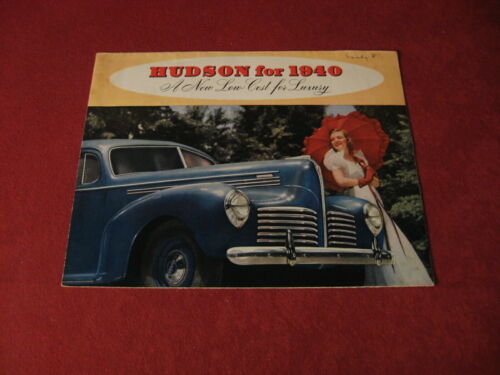 HUDSON for 1940
A New Low Cost for Luxury